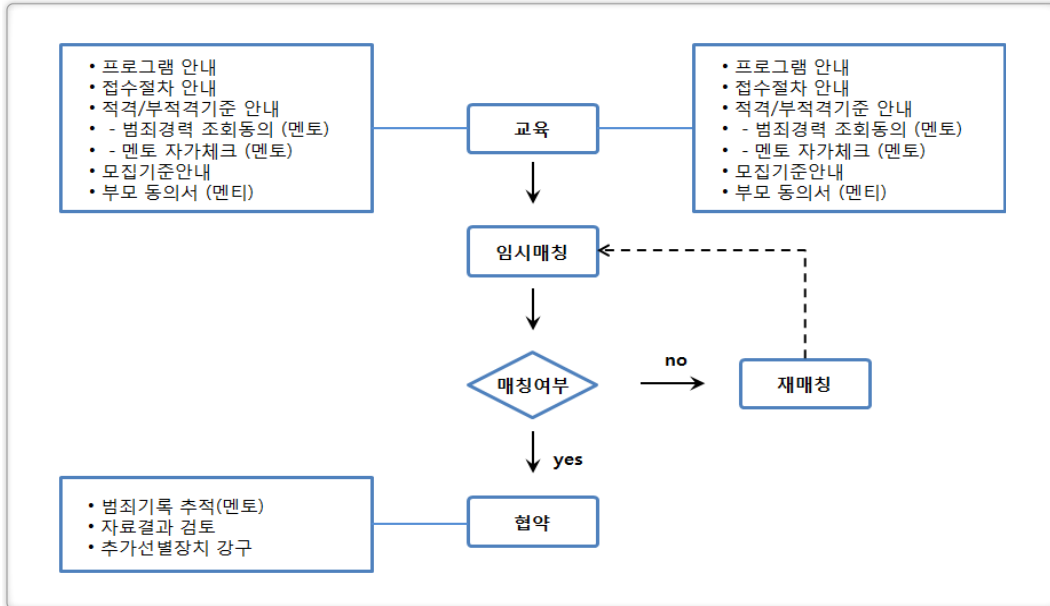 • 프로그램 안내
• 접수절차 안내
• 적격/부적격기준 안내
• - 범죄경력 조회동의 (멘토)
• - 멘토 자가체크 (멘토)
• 모집기준안내
• 부모 동의서 (멘티)
교육
• 프로그램 안내
• 접수절차 안내
• 적격/부적격기준 안내
• - 범죄경력 조회동의 (멘토)
• - 멘토 자가체크 (멘토)
• 모집기준안내
• 부모 동의서 (멘티)
임시매칭
매칭여부
no
재매칭
yes
• 범죄기록 추적(멘토)
• 자료결과 검토
• 추가선별장치 강구
협약